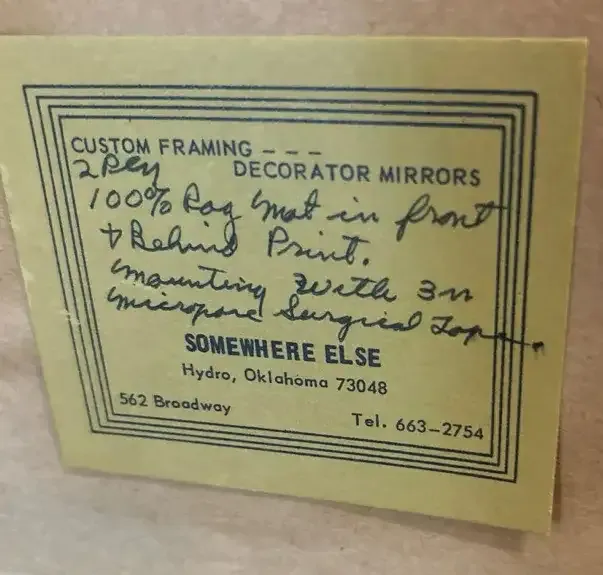 CUSTOM FRAMING - - -
2 Ply
DECORATOR MIRRORS
100% Rag Mat in front
+ Behind Print.
Mounting with 3m
Micropore Surgical Tape.
SOMEWHERE ELSE
Hydro, Oklahoma 73048
562 Broadway
Tel. 663-2754